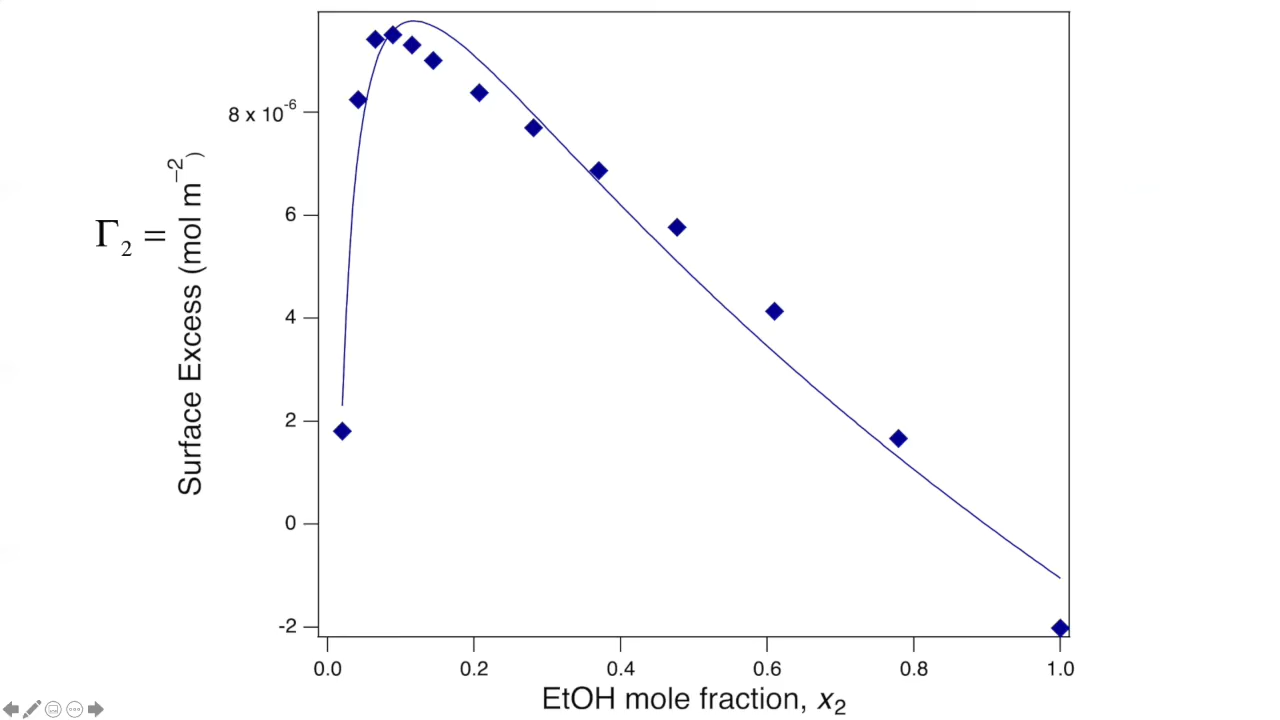 8 x 10⁻⁶
6
4
2
0
-2
Γ₂ =
Surface Excess (mol m⁻²)
0.0 0.2 0.4 0.6 0.8 1.0
EtOH mole fraction, x₂